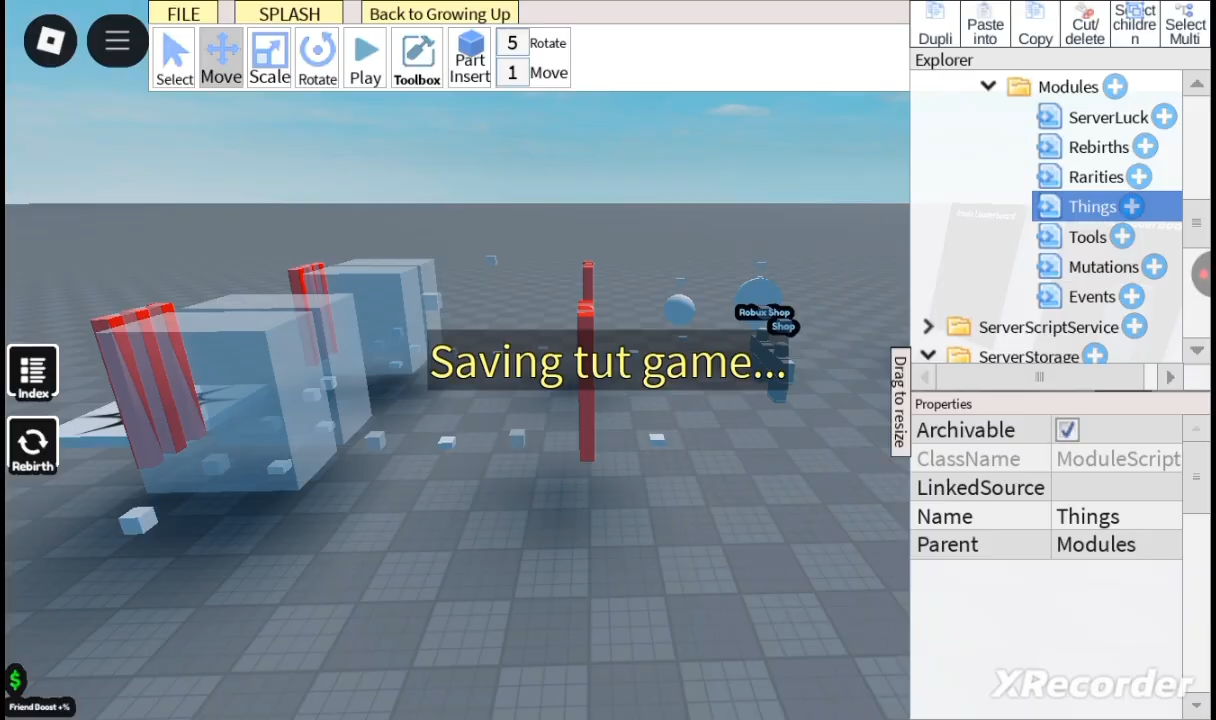 FILE
SPLASH
Back to Growing Up
Select
Move
Scale
Rotate
Play
Toolbox
Part
Insert
5 Rotate
1 Move
Dupli
Paste
into
Copy
Cut/
delete
Select
childre
n
Select
Multi
Explorer
Modules
ServerLuck
Rebirths
Rarities
Things
Tools
Mutations
Events
ServerScriptService
ServerStorage
Robux Shop
Shop
Saving tut game...
Index
Rebirth
Drag to resize
Properties
Archivable
ClassName ModuleScript
LinkedSource
Name Things
Parent Modules
$
Friend Boost +%
XRecorder